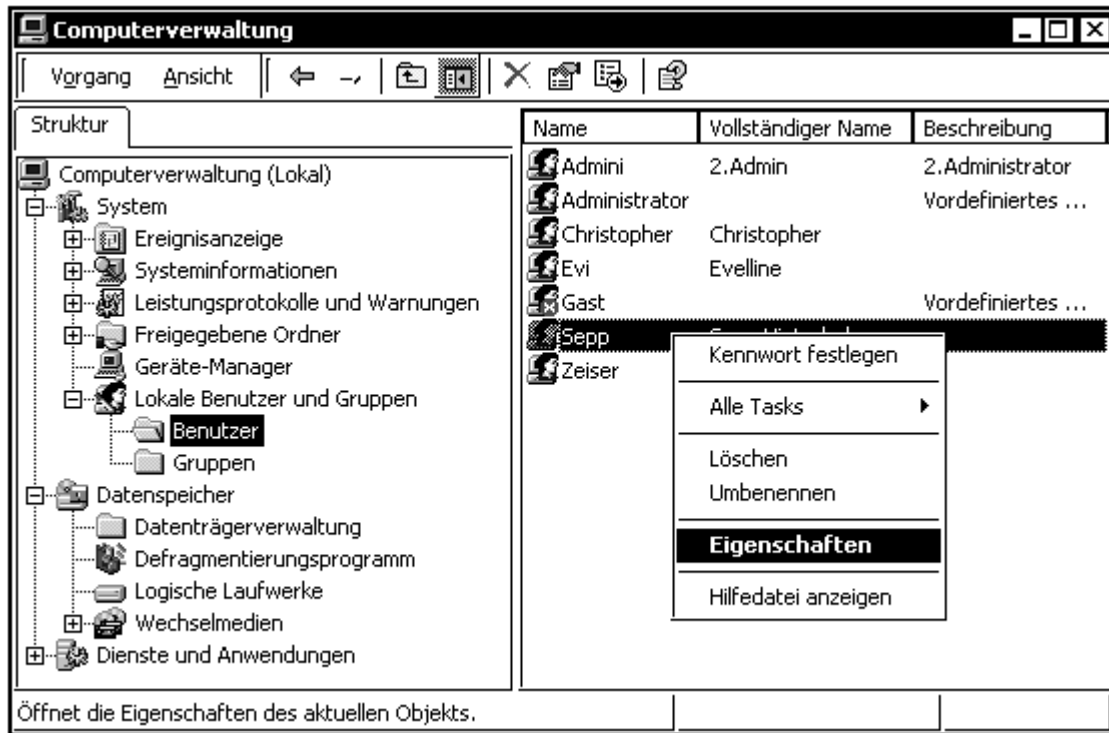 Computerverwaltung
Vorgang Ansicht
Struktur
Computerverwaltung (Lokal)
System
Ereignisanzeige
Systeminformationen
Leistungsprotokolle und Warnungen
Freigegebene Ordner
Geräte-Manager
Lokale Benutzer und Gruppen
Benutzer
Gruppen
Datenspeicher
Datenträgerverwaltung
Defragmentierungsprogramm
Logische Laufwerke
Wechselmedien
Dienste und Anwendungen
Name Vollständiger Name Beschreibung
Admini 2.Admin 2.Administrator
Administrator Vordefiniertes ...
Christopher Christopher
Evi Evelline
Gast Vordefiniertes ...
Sepp
Zeiser
Kennwort festlegen
Alle Tasks
Löschen
Umbenennen
Eigenschaften
Hilfedatei anzeigen
Öffnet die Eigenschaften des aktuellen Objekts.